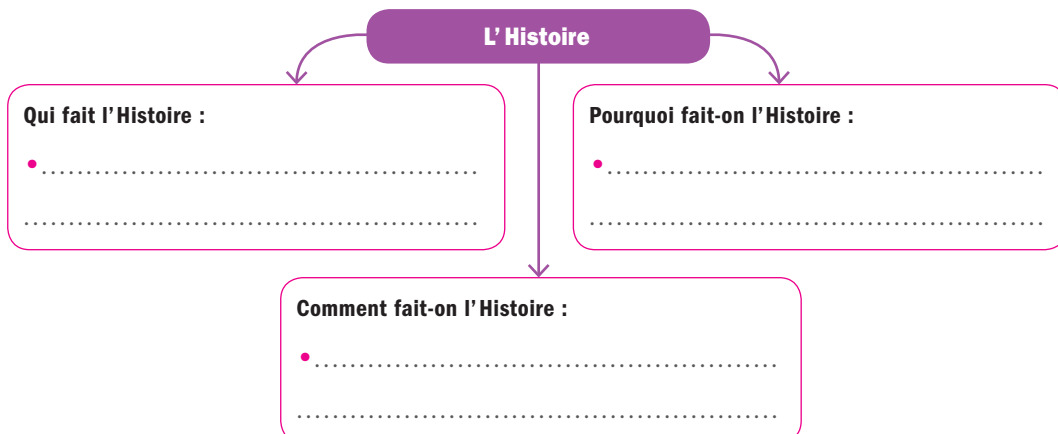 L'Histoire
Qui fait l'Histoire :
• ................................................
..................................................
Pourquoi fait-on l'Histoire :
• ................................................
..................................................
Comment fait-on l'Histoire :
• ...................................................
.....................................................